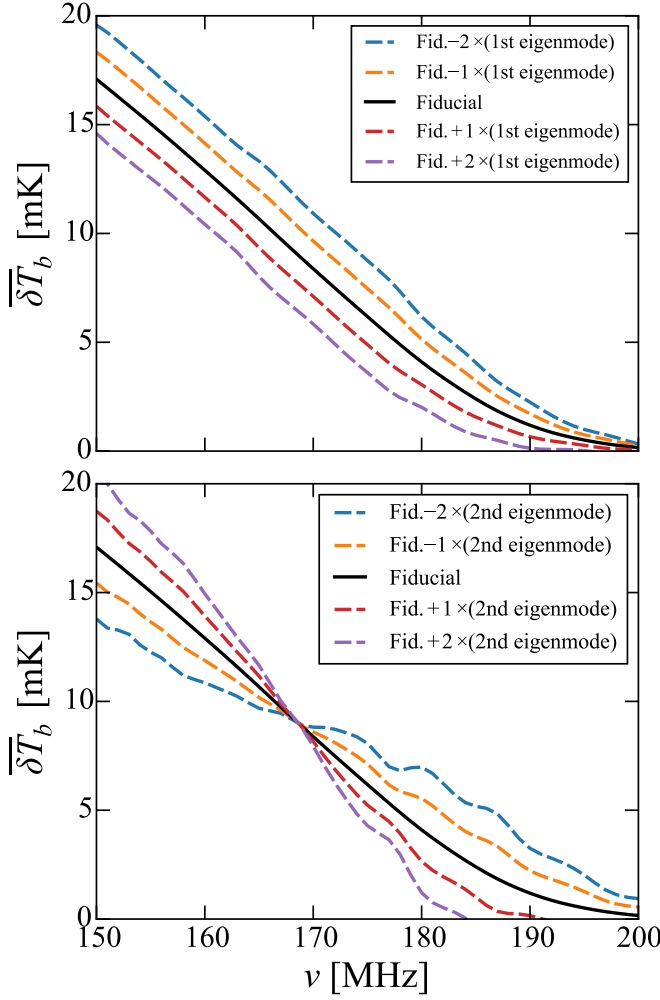 20
15
10
5
0
δT_b [mK]
Fid.−2×(1st eigenmode)
Fid.−1×(1st eigenmode)
Fiducial
Fid.+1×(1st eigenmode)
Fid.+2×(1st eigenmode)
20
15
10
5
0
δT_b [mK]
Fid.−2×(2nd eigenmode)
Fid.−1×(2nd eigenmode)
Fiducial
Fid.+1×(2nd eigenmode)
Fid.+2×(2nd eigenmode)
150 160 170 180 190 200
ν [MHz]